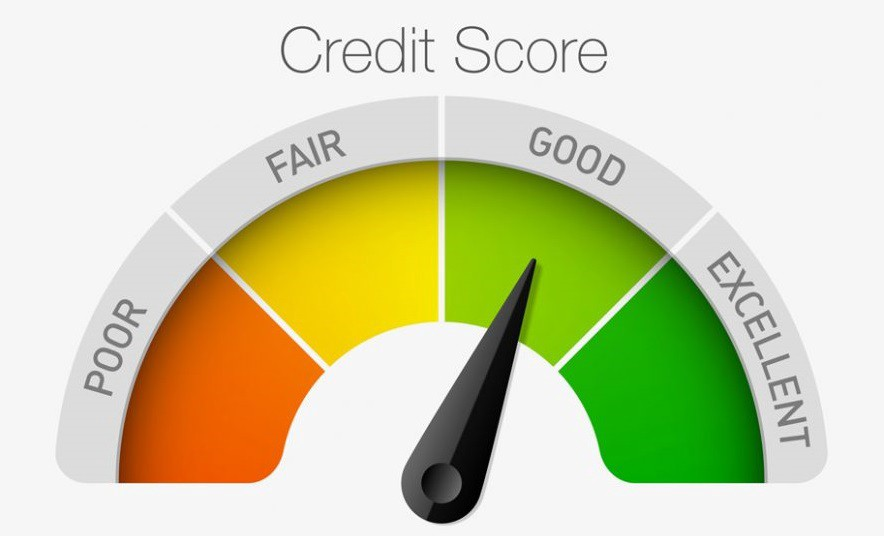 Credit Score
POOR
FAIR
GOOD
EXCELLENT